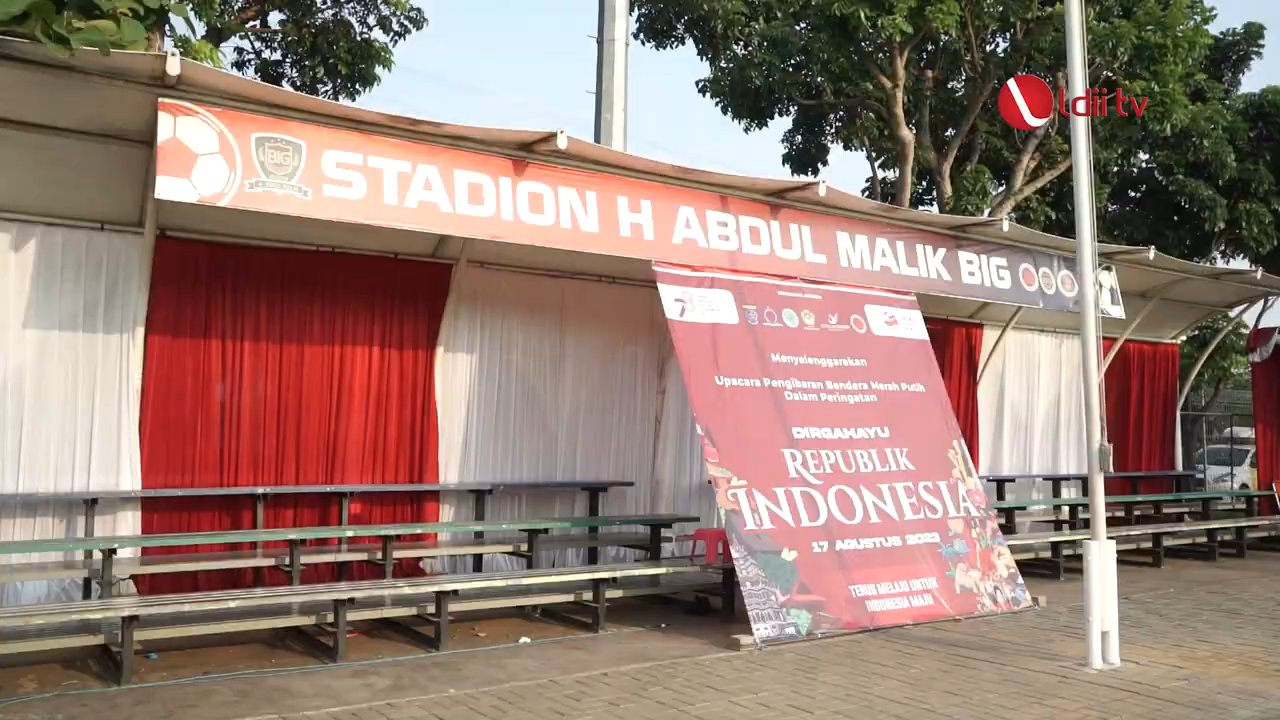 ldii tv
BIG
STADION H ABDUL MALIK BIG
Menyelenggarakan
Upacara Pengibaran Bendera Merah Putih
Dalam Peringatan
DIRGAHAYU
REPUBLIK
INDONESIA
17 AGUSTUS 2023
TERUS MELAJU UNTUK
INDONESIA MAJU